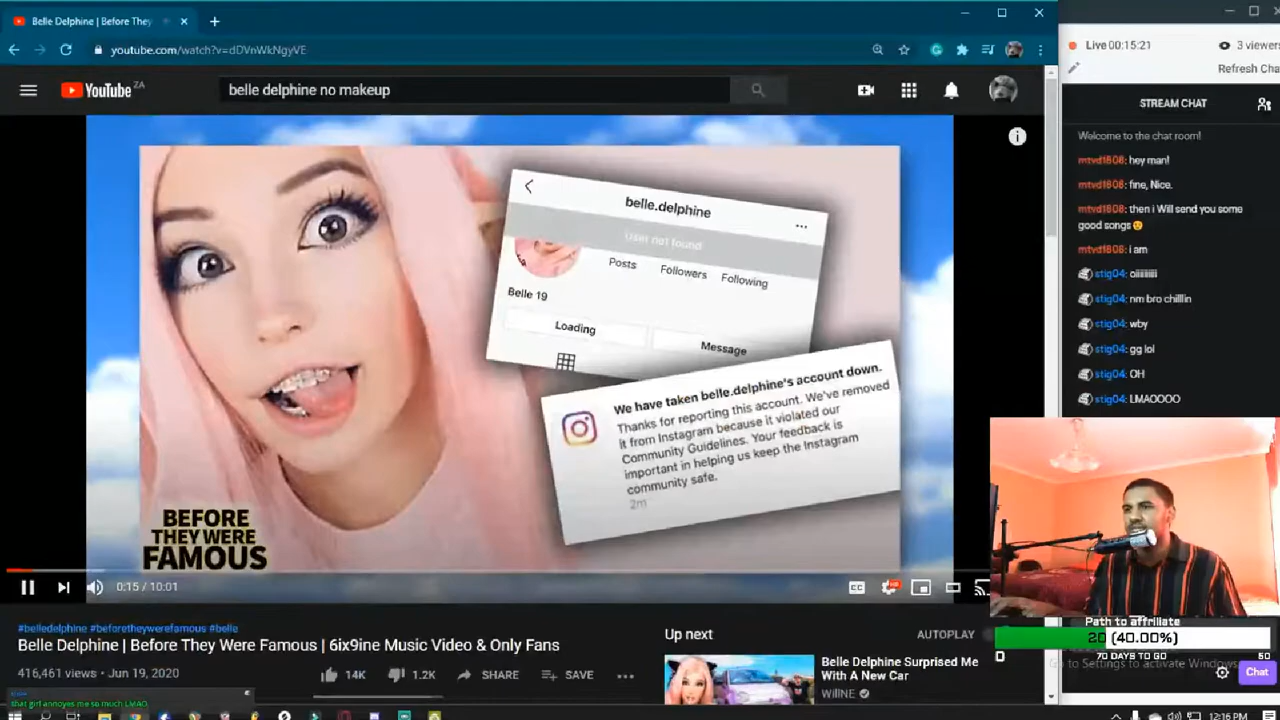 Belle Delphine | Before They
youtube.com/watch?v=dDVnWkNgyVE
YouTube ZA
belle delphine no makeup
belle.delphine
User not found
Posts Followers Following
Belle 19
Loading
Message
We have taken belle.delphine's account down.
Thanks for reporting this account. We've removed
it from Instagram because it violated our
Community Guidelines. Your feedback is
important in helping us keep the Instagram
community safe.
2m
BEFORE
THEY WERE
FAMOUS
0:15 / 10:01
CC
HD
#belledelphine #beforetheywerefamous #belle
Belle Delphine | Before They Were Famous | 6ix9ine Music Video & Only Fans
416,461 views • Jun 19, 2020
14K
1.2K
SHARE
SAVE
Up next
AUTOPLAY
Belle Delphine Surprised Me
With A New Car
WillNE
that girl annoyes me so much LMAO
Live 00:15:21
3 viewers
Refresh Cha
STREAM CHAT
Welcome to the chat room!
mtvd1808: hey man!
mtvd1808: fine, Nice.
mtvd1808: then i Will send you some
good songs
mtvd1808: i am
stig04: oiiiiiiiii
stig04: nm bro chilllin
stig04: wby
stig04: gg lol
stig04: OH
stig04: LMAOOOO
Path to affriliate
20 (40.00%)
0
70 DAYS TO GO
50
to Settings to activate Windows
Chat
12:16 PM